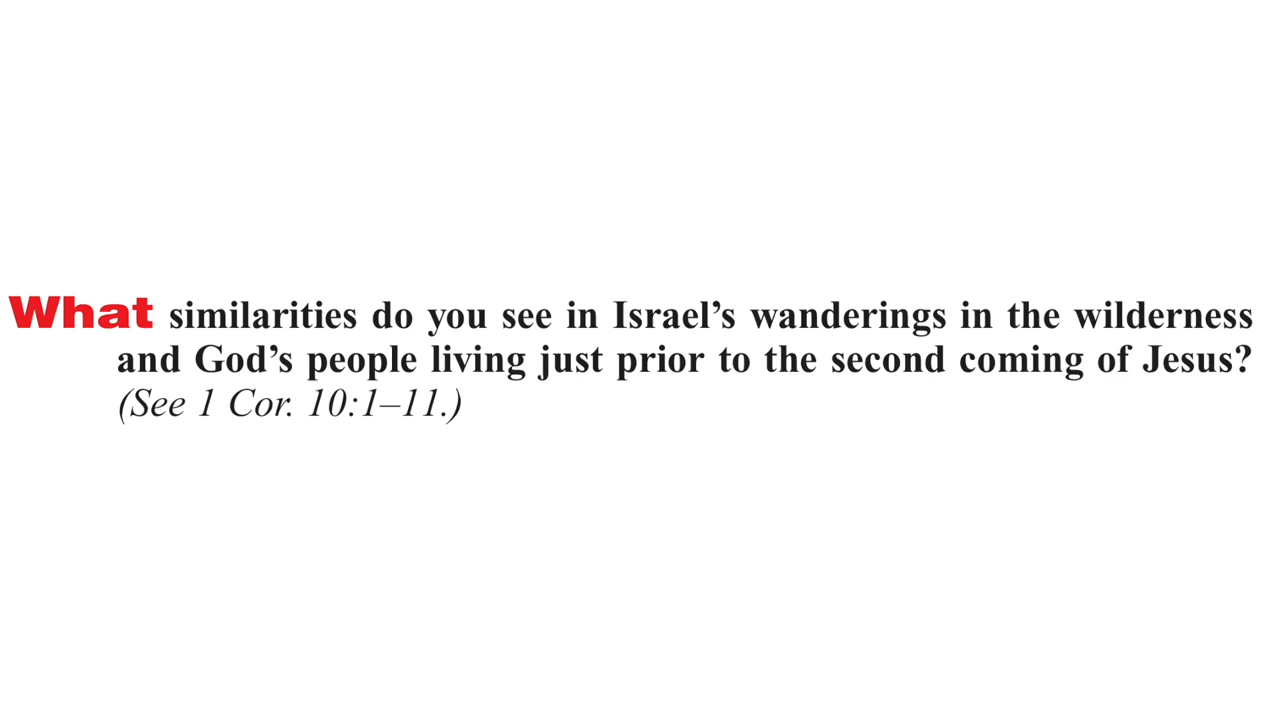 What similarities do you see in Israel’s wanderings in the wilderness
and God’s people living just prior to the second coming of Jesus?
(See 1 Cor. 10:1–11.)